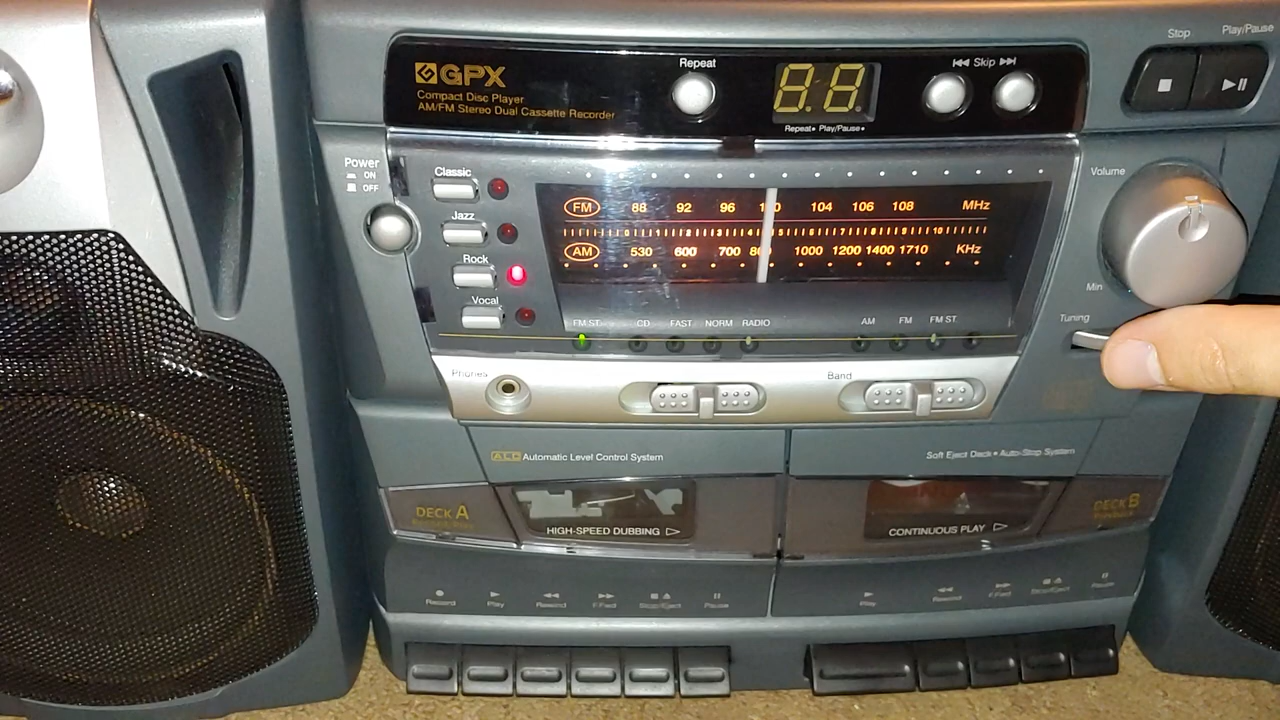 GPX
Compact Disc Player
AM/FM Stereo Dual Cassette Recorder
Repeat
8.8.
Repeat• Play/Pause•
Skip
Stop
Play/Pause
Power
ON
OFF
Classic
Jazz
Rock
Vocal
FM 88 92 96 104 106 108 MHz
AM 530 600 700 1000 1200 1400 1710 KHz
FM ST. CD FAST NORM RADIO AM FM FM ST.
Volume
Min
Tuning
Phones
Band
ALC Automatic Level Control System
Soft Eject Deck • Auto-Stop System
DECK A
HIGH-SPEED DUBBING
CONTINUOUS PLAY
DECK B
Record Play Rewind F.Fwd Stop/Eject Pause
Play Rewind F.Fwd Stop/Eject Pause